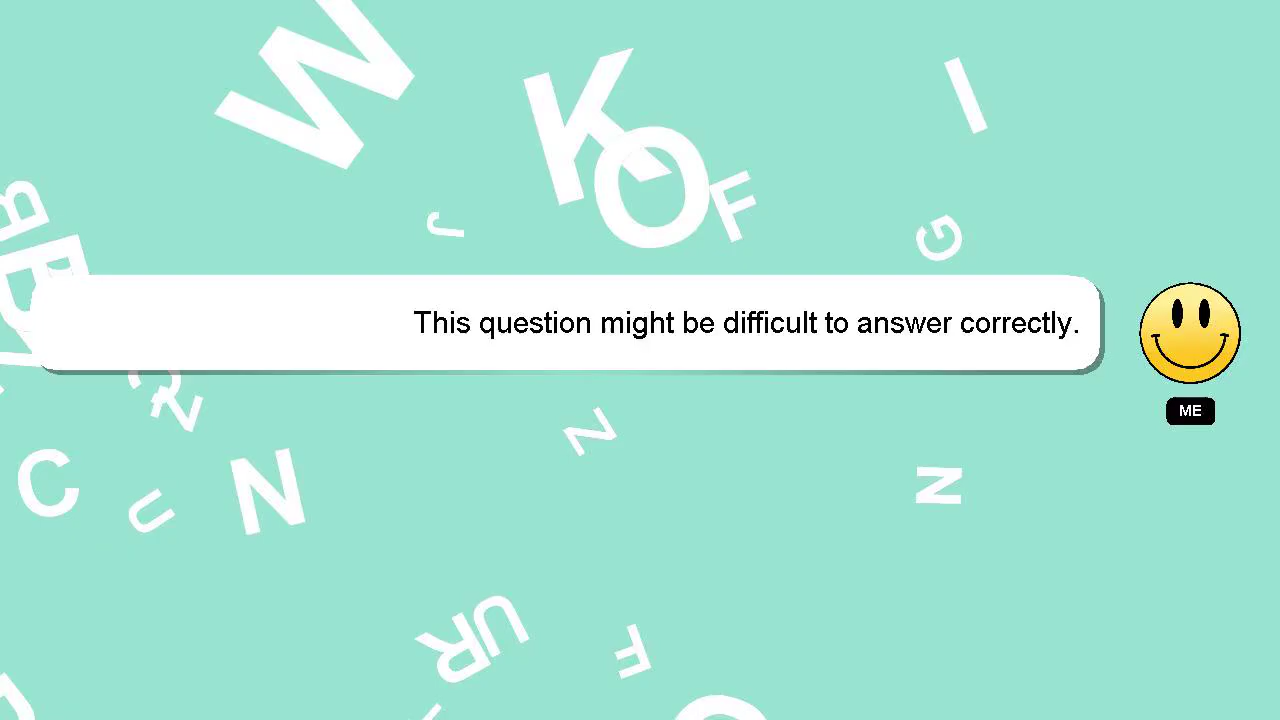 W
K
O
F
I
J
G
B
E
This question might be difficult to answer correctly.
ME
Z
C
U
N
Z
N
U
R
F